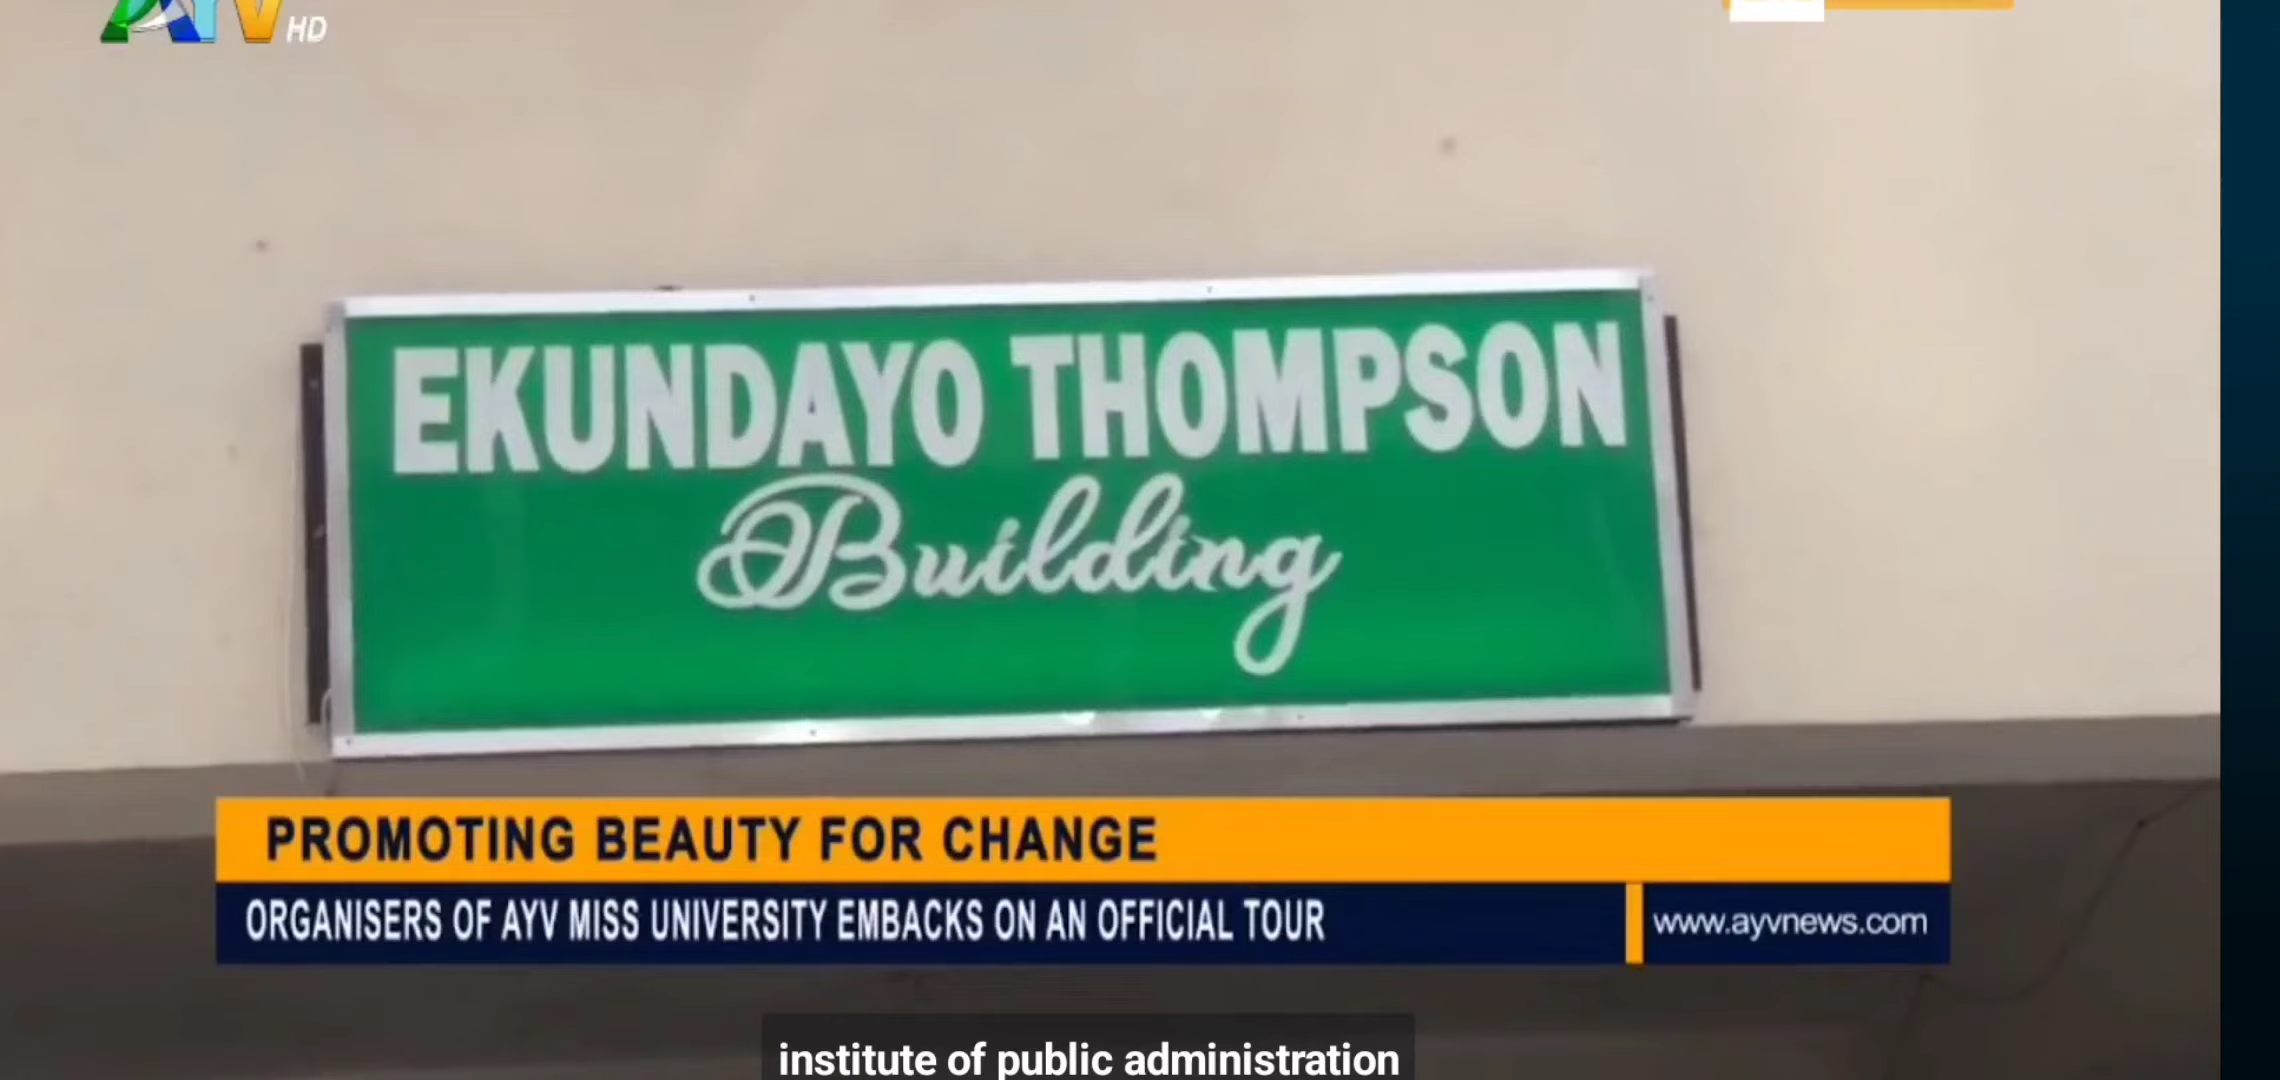 AYV HD
EKUNDAYO THOMPSON
Building
PROMOTING BEAUTY FOR CHANGE
ORGANISERS OF AYV MISS UNIVERSITY EMBACKS ON AN OFFICIAL TOUR
www.ayvnews.com
institute of public administration